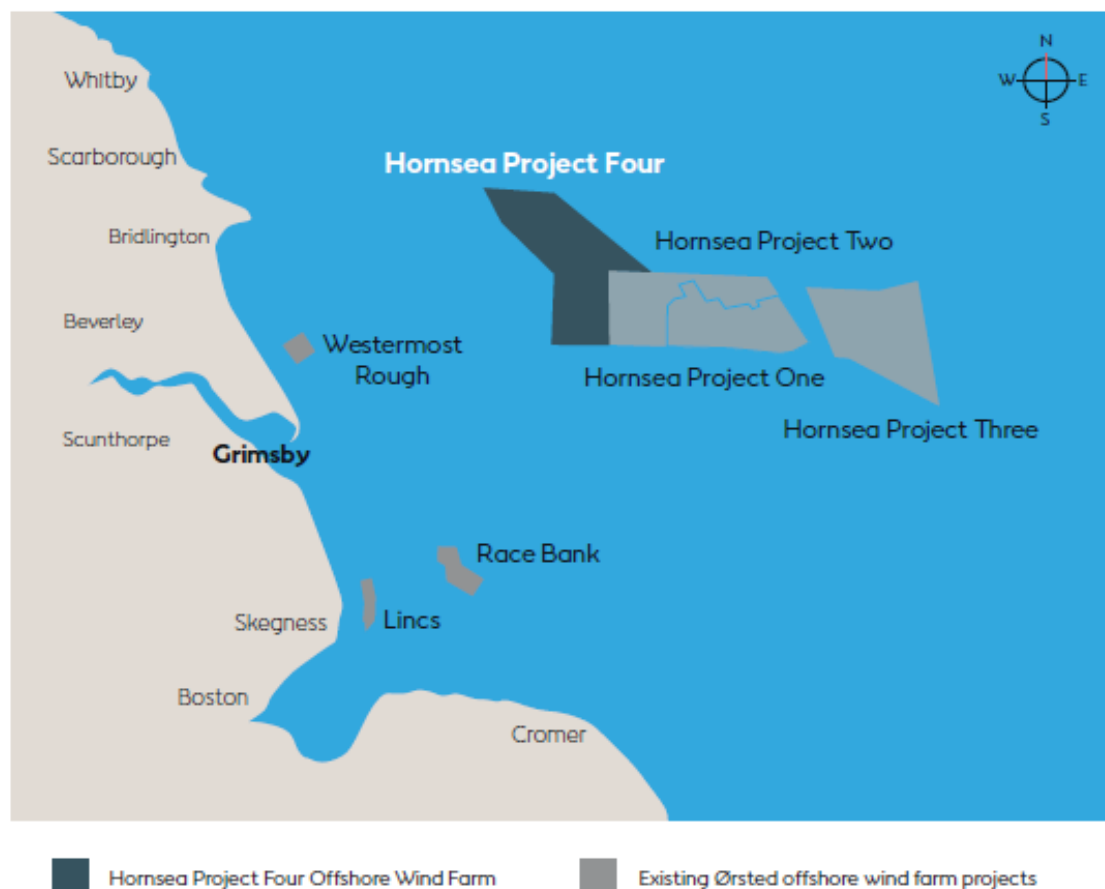 N
W
E
S
Whitby
Scarborough
Hornsea Project Four
Bridlington
Hornsea Project Two
Beverley
Westermost
Rough
Hornsea Project One
Hornsea Project Three
Scunthorpe
Grimsby
Race Bank
Skegness
Lincs
Boston
Cromer
Hornsea Project Four Offshore Wind Farm
Existing Ørsted offshore wind farm projects